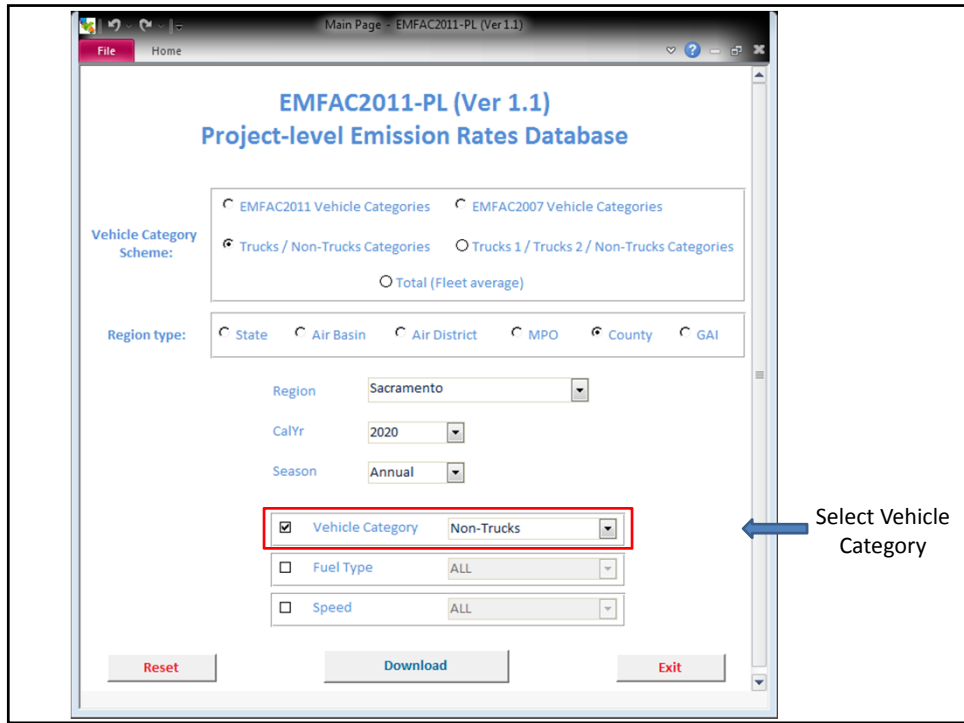 Main Page - EMFAC2011-PL (Ver 1.1)
File Home
EMFAC2011-PL (Ver 1.1)
Project-level Emission Rates Database
Vehicle Category
Scheme:
EMFAC2011 Vehicle Categories EMFAC2007 Vehicle Categories
Trucks / Non-Trucks Categories Trucks 1 / Trucks 2 / Non-Trucks Categories
Total (Fleet average)
Region type: State Air Basin Air District MPO County GAI
Region Sacramento
CalYr 2020
Season Annual
Vehicle Category Non-Trucks
Select Vehicle
Category
Fuel Type ALL
Speed ALL
Reset Download Exit